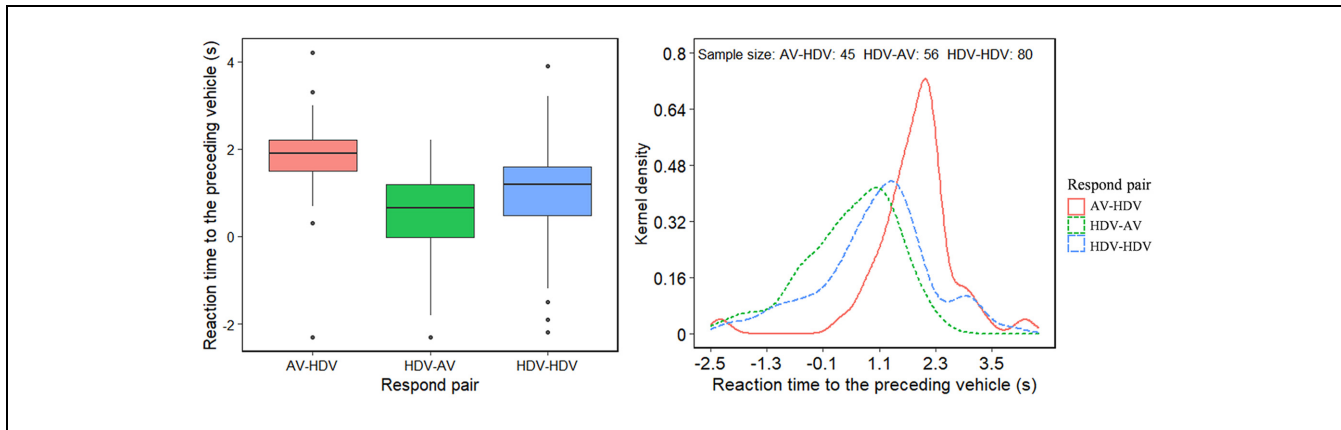 Reaction time to the preceding vehicle (s)
4
2
0
-2
AV-HDV HDV-AV HDV-HDV
Respond pair
Sample size: AV-HDV: 45 HDV-AV: 56 HDV-HDV: 80
Kernel density
0.8
0.64
0.48
0.32
0.16
0
-2.5 -1.3 -0.1 1.1 2.3 3.5
Reaction time to the preceding vehicle (s)
Respond pair
AV-HDV
HDV-AV
HDV-HDV